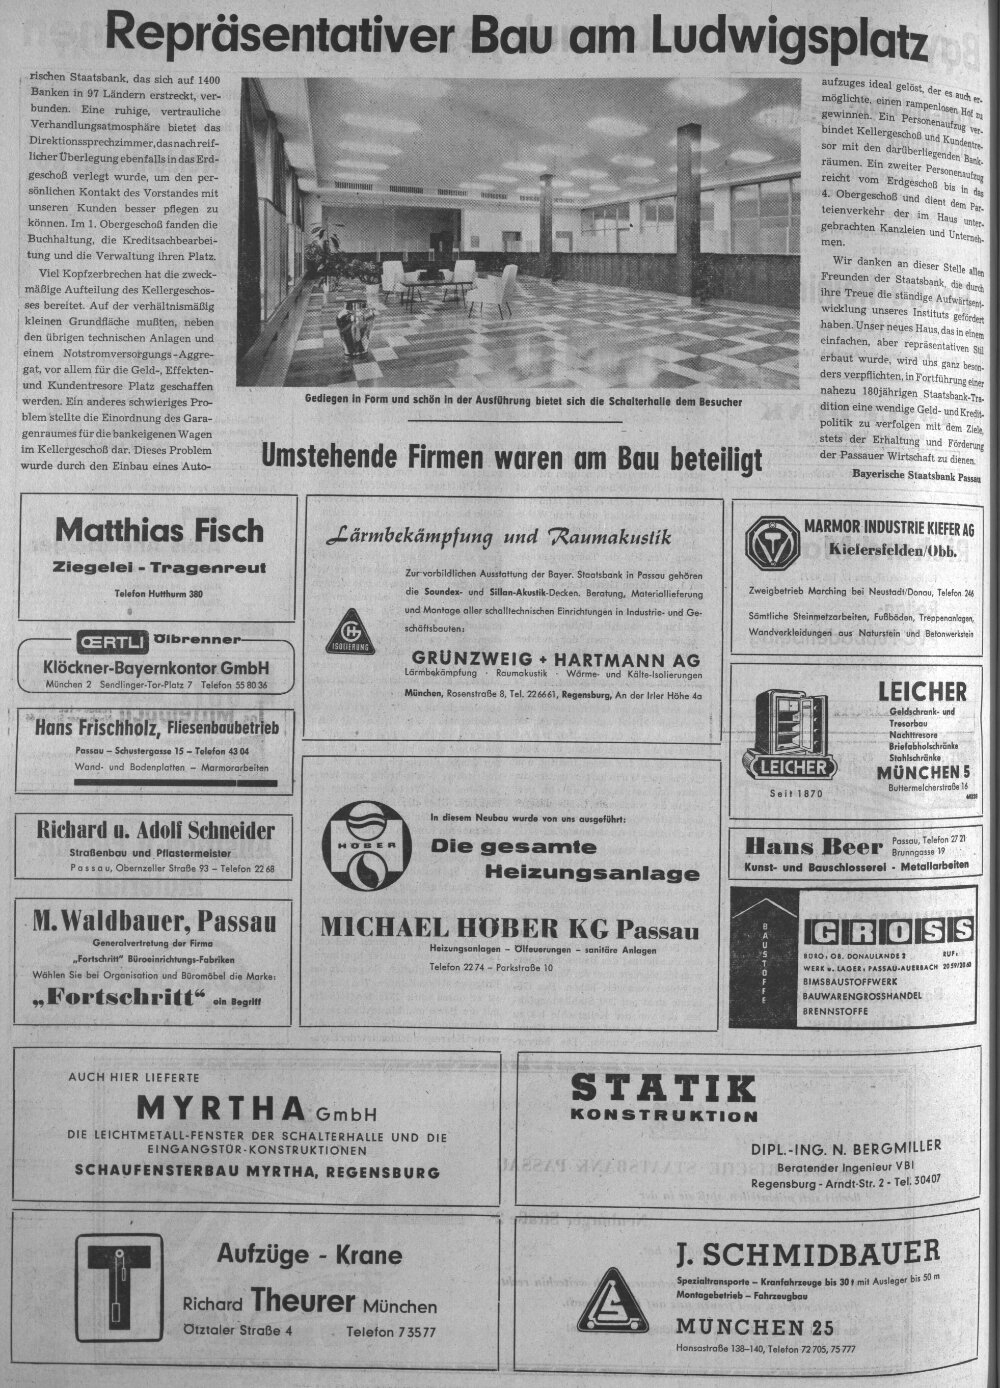 Repräsentativer Bau am Ludwigsplatz
rischen Staatsbank, das sich auf 1400
Banken in 97 Ländern erstreckt, ver-
bunden. Eine ruhige, vertrauliche
Verhandlungsatmosphäre bietet das
Direktionssprechzimmer, das nach reif-
licher Überlegung ebenfalls in das Erd-
geschoß verlegt wurde, um den per-
sönlichen Kontakt des Vorstandes mit
unseren Kunden besser pflegen zu
können. Im 1. Obergeschoß fanden die
Buchhaltung, die Kreditsachbearbei-
tung und die Verwaltung ihren Platz.
Viel Kopfzerbrechen hat die zweck-
mäßige Aufteilung des Kellergeschos-
ses bereitet. Auf der verhältnismäßig
kleinen Grundfläche mußten, neben
den übrigen technischen Anlagen und
einem Notstromversorgungs-Aggre-
gat, vor allem für die Geld-, Effekten-
und Kundentresore Platz geschaffen
werden. Ein anderes schwieriges Pro-
blem stellte die Einordnung des Gara-
genraumes für die bankeigenen Wagen
im Kellergeschoß dar. Dieses Problem
wurde durch den Einbau eines Auto-
aufzuges ideal gelöst, der es auch er-
möglichte, einen rampenlosen Hof zu
gewinnen. Ein Personenaufzug ver-
bindet Kellergeschoß und Kundentre-
sor mit den darüberliegenden Bank-
räumen. Ein zweiter Personenaufzug
reicht vom Erdgeschoß bis in das
4. Obergeschoß und dient dem Par-
teienverkehr der im Haus unter-
gebrachten Kanzleien und Unterneh-
men.
Wir danken an dieser Stelle allen
Freunden der Staatsbank, die durch
ihre Treue die ständige Aufwärtsent-
wicklung unseres Instituts gefördert
haben. Unser neues Haus, das in einem
einfachen, aber repräsentativen Stil
erbaut wurde, wird uns ganz beson-
ders verpflichten, in Fortführung einer
nahezu 180jährigen Staatsbank-Tra-
dition eine wendige Geld- und Kredit-
politik zu verfolgen mit dem Ziele,
stets der Erhaltung und Förderung
der Passauer Wirtschaft zu dienen.
Bayerische Staatsbank Passau
Gediegen in Form und schön in der Ausführung bietet sich die Schalterhalle dem Besucher
Umstehende Firmen waren am Bau beteiligt
Matthias Fisch
Ziegelei - Tragenreut
Telefon Hutthurm 380
ŒRTLI Ölbrenner
Klöckner-Bayernkontor GmbH
München 2 Sendlinger-Tor-Platz 7 Telefon 55 80 36
Hans Frischholz, Fliesenbaubetrieb
Passau – Schustergasse 15 – Telefon 43 04
Wand- und Bodenplatten – Marmorarbeiten
Richard u. Adolf Schneider
Straßenbau und Pflastermeister
Passau, Obernzeller Straße 93 – Telefon 22 68
M. Waldbauer, Passau
Generalvertretung der Firma
„Fortschritt“ Büroeinrichtungs-Fabriken
Wählen Sie bei Organisation und Büromöbel die Marke:
„Fortschritt“ ein Begriff
Lärmbekämpfung und Raumakustik
Zur vorbildlichen Ausstattung der Bayer. Staatsbank in Passau gehören
die Soundex- und Sillan-Akustik-Decken. Beratung, Materiallieferung
und Montage aller schalltechnischen Einrichtungen in Industrie- und Ge-
schäftsbauten:
ISOLIERUNG
GRÜNZWEIG + HARTMANN AG
Lärmbekämpfung · Raumakustik · Wärme- und Kälte-Isolierungen
München, Rosenstraße 8, Tel. 226661, Regensburg, An der Irler Höhe 4a
HÖBER
In diesem Neubau wurde von uns ausgeführt:
Die gesamte
Heizungsanlage
MICHAEL HÖBER KG Passau
Heizungsanlagen – Ölfeuerungen – sanitäre Anlagen
Telefon 22 74 – Parkstraße 10
MARMOR INDUSTRIE KIEFER AG
Kiefersfelden/Obb.
Zweigbetrieb Marching bei Neustadt/Donau, Telefon 246
Sämtliche Steinmetzarbeiten, Fußböden, Treppenanlagen,
Wandverkleidungen aus Naturstein und Betonwerkstein
LEICHER
Seit 1870
LEICHER
Geldschrank- und
Tresorbau
Nachttresore
Briefabholschränke
Stahlschränke
MÜNCHEN 5
Buttermelcherstraße 16
Hans Beer Passau, Telefon 27 21
Brunngasse 19
Kunst- und Bauschlosserei - Metallarbeiten
BAUSTOFFE
GROSS
BÜRO: OB. DONAULÄNDE 2 RUF:
WERK u. LAGER: PASSAU-AUERBACH 20 59/20 60
BIMSBAUSTOFFWERK
BAUWARENGROSSHANDEL
BRENNSTOFFE
AUCH HIER LIEFERTE
MYRTHA GmbH
DIE LEICHTMETALL-FENSTER DER SCHALTERHALLE UND DIE
EINGANGSTÜR-KONSTRUKTIONEN
SCHAUFENSTERBAU MYRTHA, REGENSBURG
STATIK
KONSTRUKTION
DIPL.-ING. N. BERGMILLER
Beratender Ingenieur VBI
Regensburg - Arndt-Str. 2 - Tel. 30407
T
Aufzüge - Krane
Richard Theurer München
Ötztaler Straße 4 Telefon 73577
S
J. SCHMIDBAUER
Spezialtransporte – Kranfahrzeuge bis 30 t mit Ausleger bis 50 m
Montagebetrieb – Fahrzeugbau
MÜNCHEN 25
Hansastraße 138–140, Telefon 72 705, 75 777